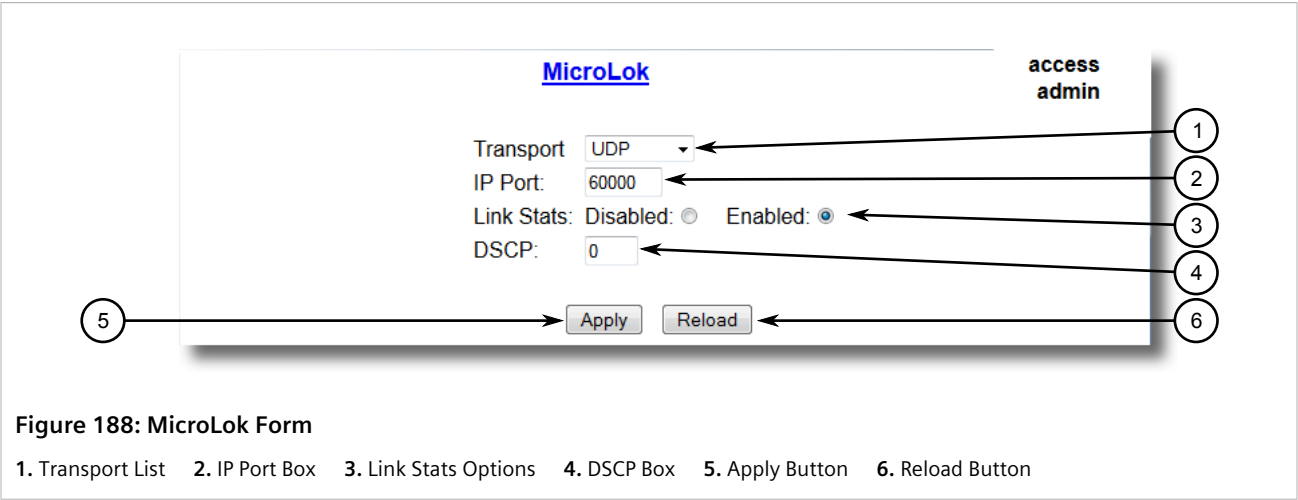 MicroLok
access
admin
Transport UDP
1
IP Port: 60000
2
Link Stats: Disabled: Enabled:
3
DSCP: 0
4
5
Apply Reload
6
Figure 188: MicroLok Form
1. Transport List 2. IP Port Box 3. Link Stats Options 4. DSCP Box 5. Apply Button 6. Reload Button